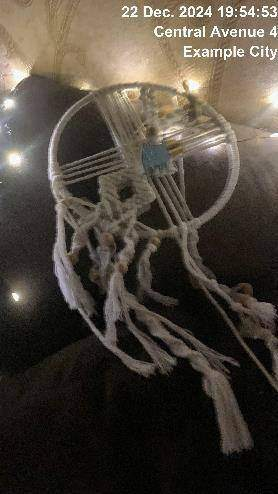 22 Dec. 2024 19:54:53
Central Avenue 4
Example City